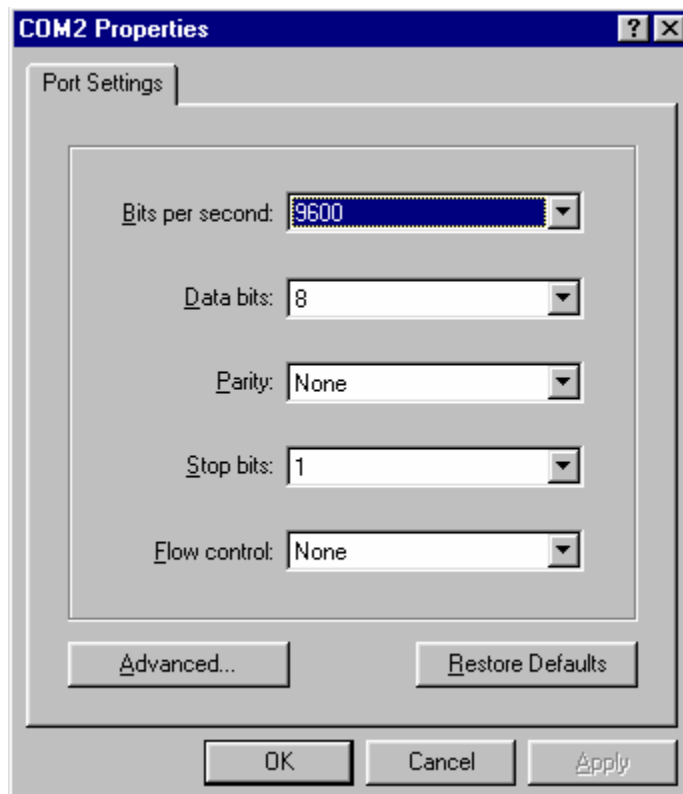 COM2 Properties
Port Settings
Bits per second: 9600
Data bits: 8
Parity: None
Stop bits: 1
Flow control: None
Advanced... Restore Defaults
OK Cancel Apply